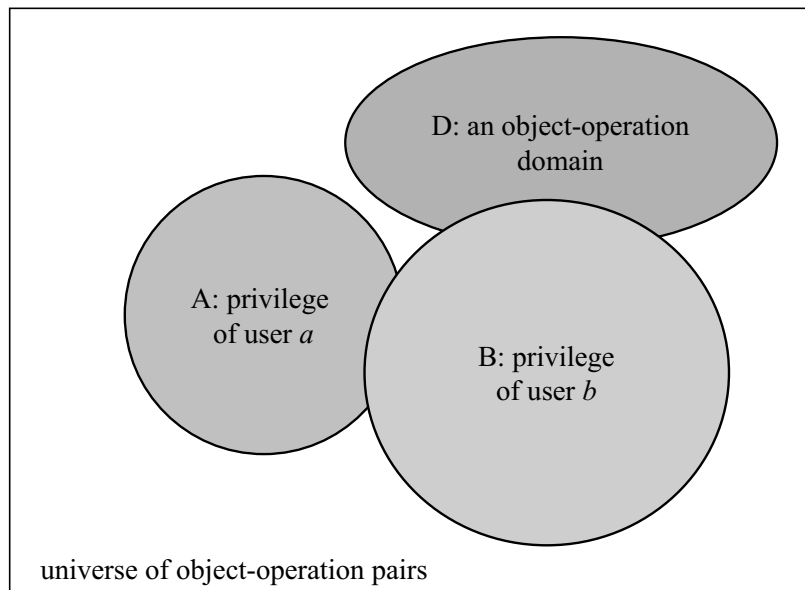 D: an object-operation
domain
A: privilege
of user a
B: privilege
of user b
universe of object-operation pairs